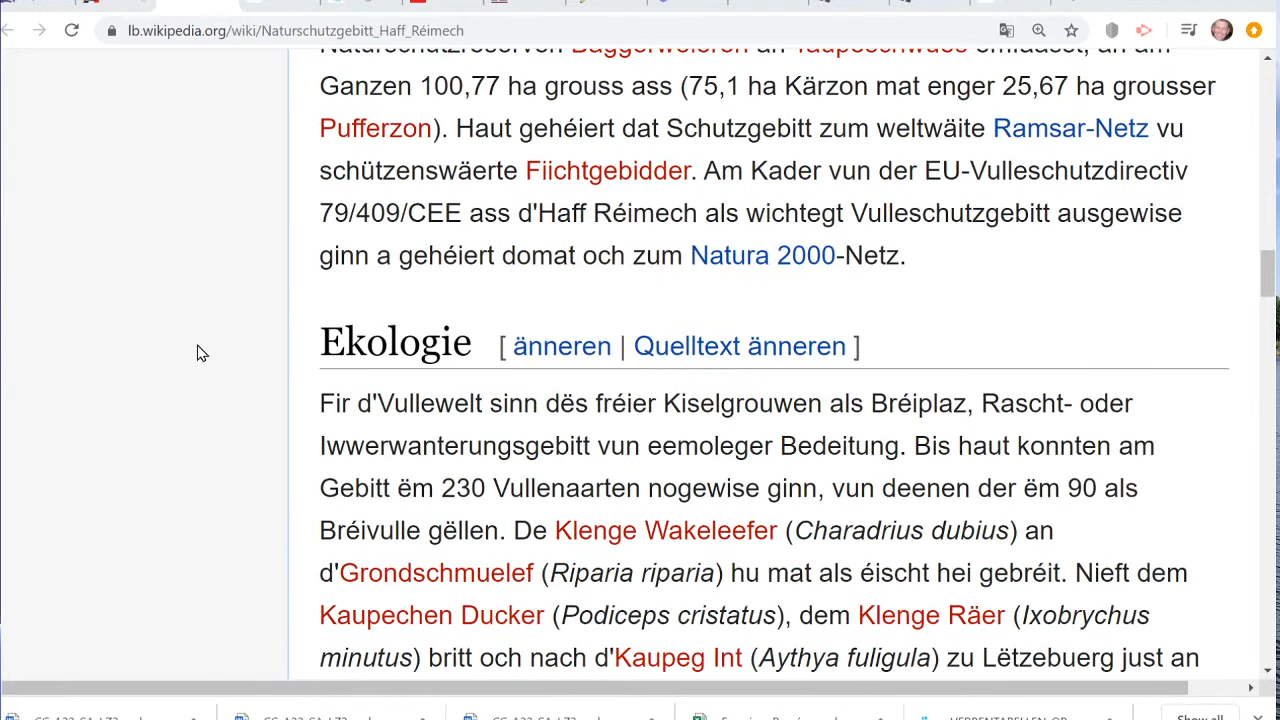 lb.wikipedia.org/wiki/Naturschutzgebitt_Haff_Réimech
Naturschutzreserven Baggerweieren an Taupeschwues ëmfaasst, an am
Ganzen 100,77 ha grouss ass (75,1 ha Kärzon mat enger 25,67 ha grousser
Pufferzon). Haut gehéiert dat Schutzgebitt zum weltwäite Ramsar-Netz vu
schützenswäerte Fiichtgebidder. Am Kader vun der EU-Vulleschutzdirectiv
79/409/CEE ass d'Haff Réimech als wichtegt Vulleschutzgebitt ausgewise
ginn a gehéiert domat och zum Natura 2000-Netz.
Ekologie [ änneren | Quelltext änneren ]
Fir d'Vullewelt sinn dës fréier Kiselgrouwen als Bréiplaz, Rascht- oder
Iwwerwanterungsgebitt vun eemoleger Bedeitung. Bis haut konnten am
Gebitt ëm 230 Vullenaarten nogewise ginn, vun deenen der ëm 90 als
Bréivulle gëllen. De Klenge Wakeleefer (Charadrius dubius) an
d'Grondschmuelef (Riparia riparia) hu mat als éischt hei gebréit. Nieft dem
Kaupechen Ducker (Podiceps cristatus), dem Klenge Räer (Ixobrychus
minutus) britt och nach d'Kaupeg Int (Aythya fuligula) zu Lëtzebuerg just an
Show all